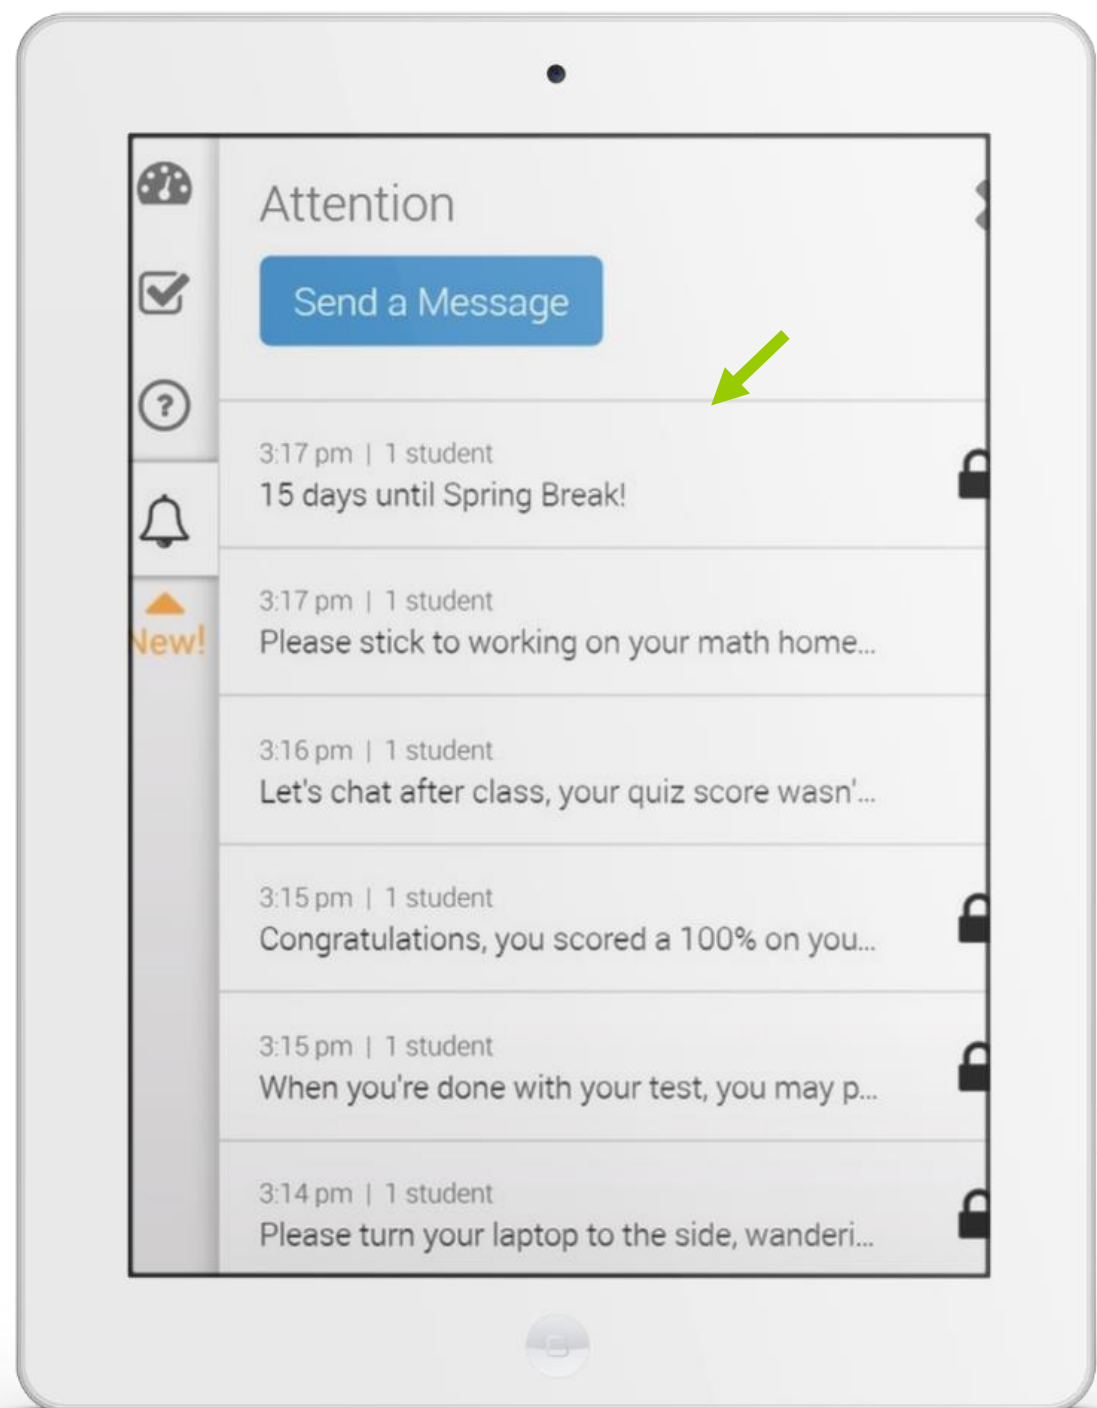 Attention
Send a Message
3:17 pm | 1 student
15 days until Spring Break!
New!
3:17 pm | 1 student
Please stick to working on your math home...
3:16 pm | 1 student
Let's chat after class, your quiz score wasn'...
3:15 pm | 1 student
Congratulations, you scored a 100% on you...
3:15 pm | 1 student
When you're done with your test, you may p...
3:14 pm | 1 student
Please turn your laptop to the side, wanderi...